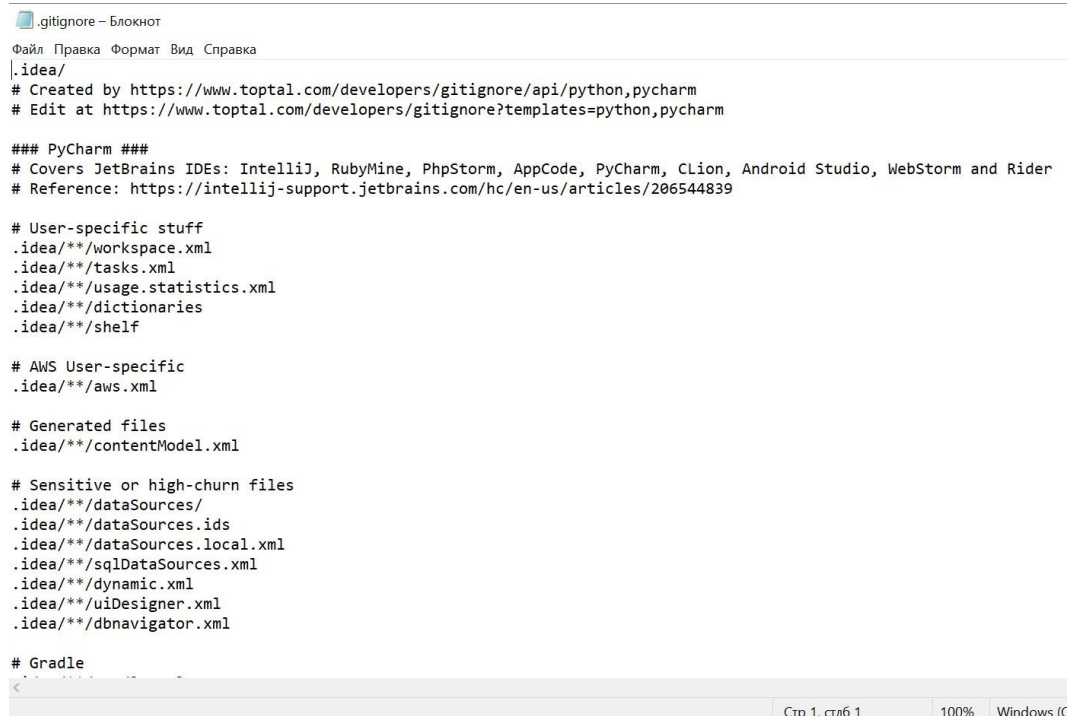 .gitignore – Блокнот
Файл Правка Формат Вид Справка
.idea/
# Created by https://www.toptal.com/developers/gitignore/api/python,pycharm
# Edit at https://www.toptal.com/developers/gitignore?templates=python,pycharm
### PyCharm ###
# Covers JetBrains IDEs: IntelliJ, RubyMine, PhpStorm, AppCode, PyCharm, CLion, Android Studio, WebStorm and Rider
# Reference: https://intellij-support.jetbrains.com/hc/en-us/articles/206544839
# User-specific stuff
.idea/**/workspace.xml
.idea/**/tasks.xml
.idea/**/usage.statistics.xml
.idea/**/dictionaries
.idea/**/shelf
# AWS User-specific
.idea/**/aws.xml
# Generated files
.idea/**/contentModel.xml
# Sensitive or high-churn files
.idea/**/dataSources/
.idea/**/dataSources.ids
.idea/**/dataSources.local.xml
.idea/**/sqlDataSources.xml
.idea/**/dynamic.xml
.idea/**/uiDesigner.xml
.idea/**/dbnavigator.xml
# Gradle
Стр 1, стлб 1 100% Windows (C